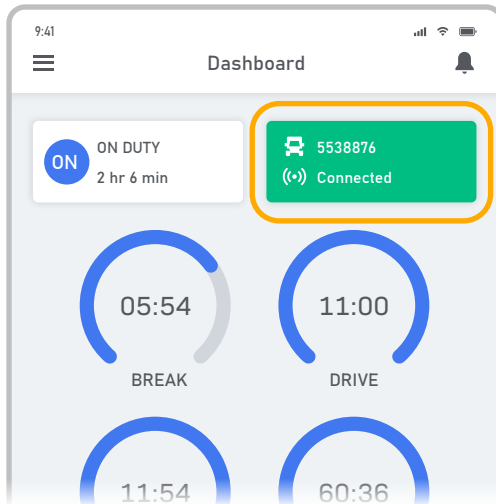 9:41
Dashboard
ON
ON DUTY
2 hr 6 min
5538876
Connected
05:54
11:00
BREAK
DRIVE
11:54
60:36